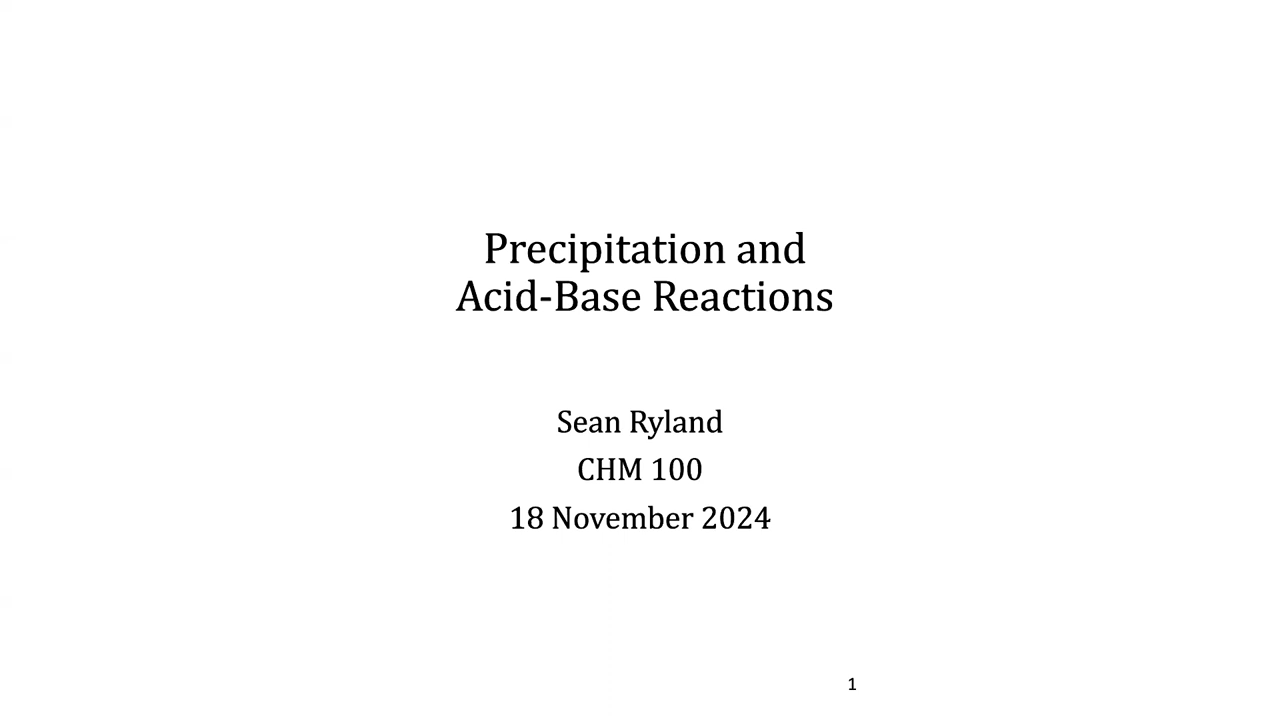 Precipitation and
Acid-Base Reactions
Sean Ryland
CHM 100
18 November 2024
1